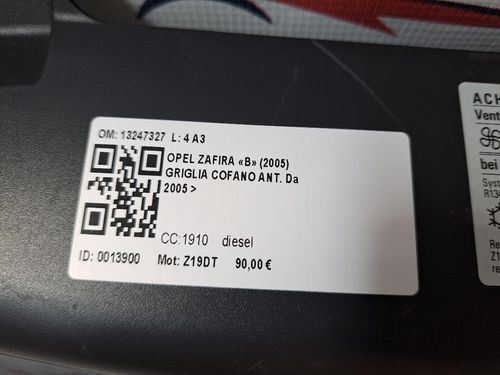 OM: 13247327 L: 4 A3
OPEL ZAFIRA «B» (2005)
GRIGLIA COFANO ANT. Da
2005 >
CC:1910 diesel
ID: 0013900 Mot: Z19DT 90,00 €
ACH
Vent
bei
Syst
R134
Re
Z1
re